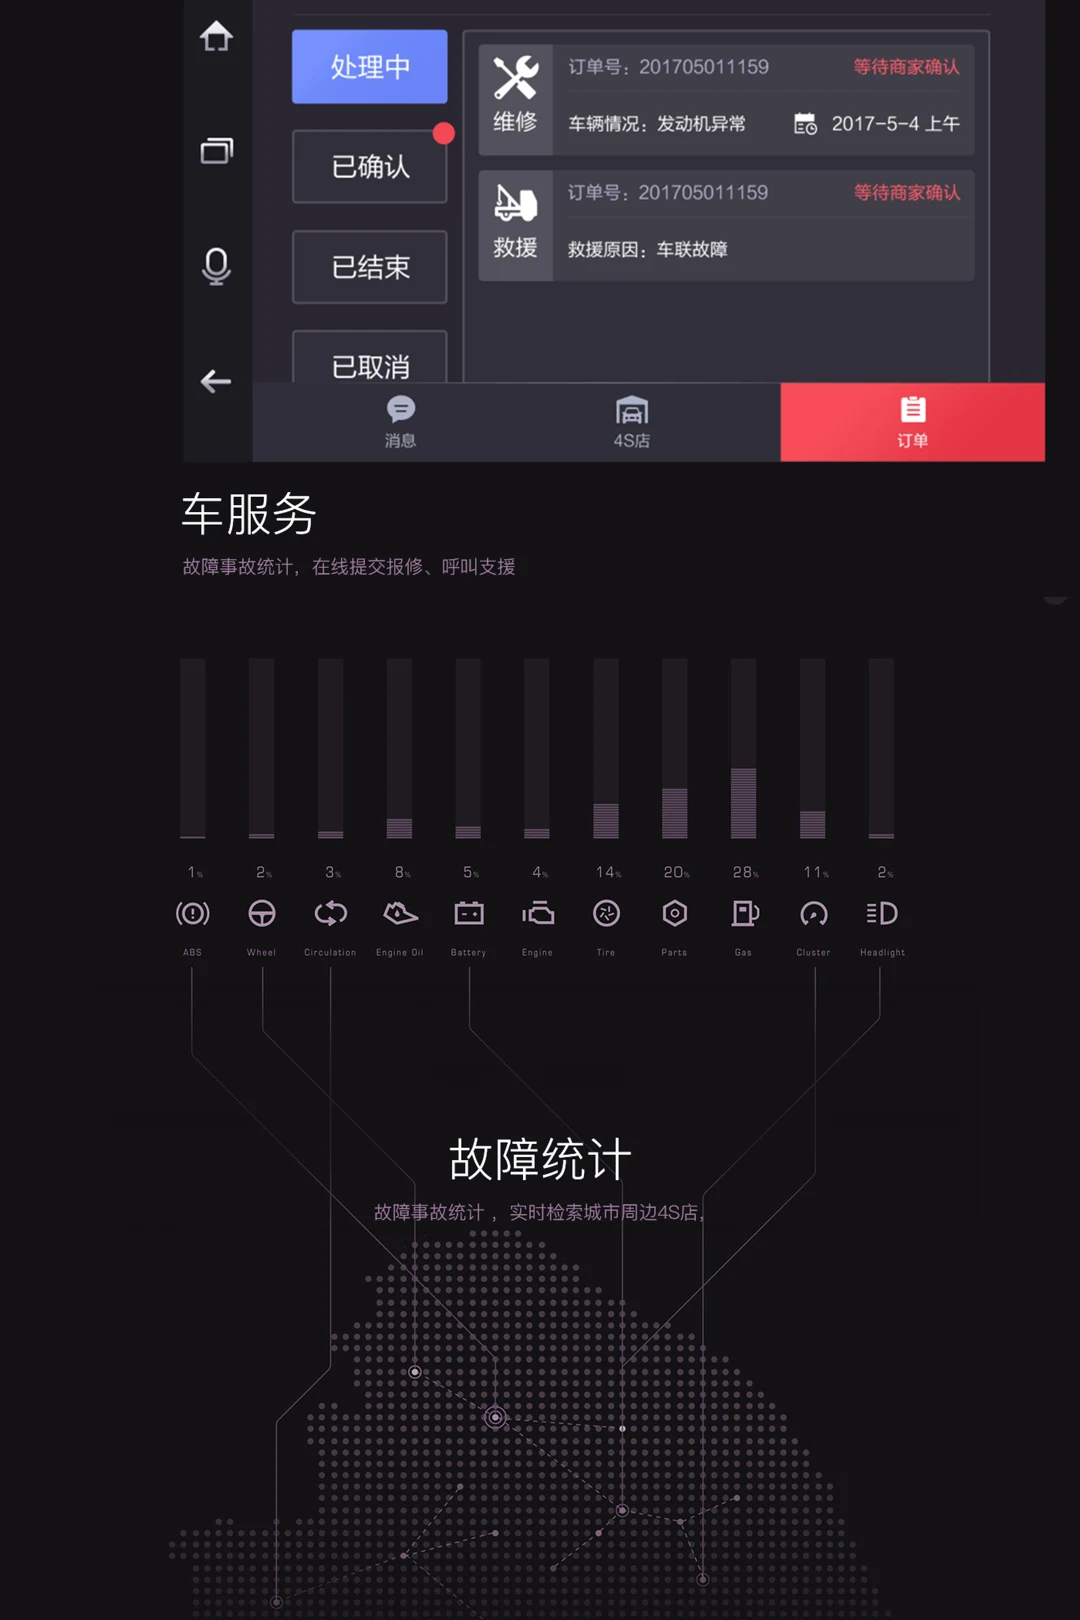 处理中
已确认
已结束
已取消
维修
订单号：201705011159
等待商家确认
车辆情况：发动机异常
2017-5-4 上午
救援
订单号：201705011159
等待商家确认
救援原因：车联故障
消息
4S店
订单
车服务
故障事故统计，在线提交报修、呼叫支援
1% 2% 3% 8% 5% 4% 14% 20% 28% 11% 2%
ABS Wheel Circulation Engine Oil Battery Engine Tire Parts Gas Cluster Headlight
故障统计
故障事故统计 ，实时检索城市周边4S店，